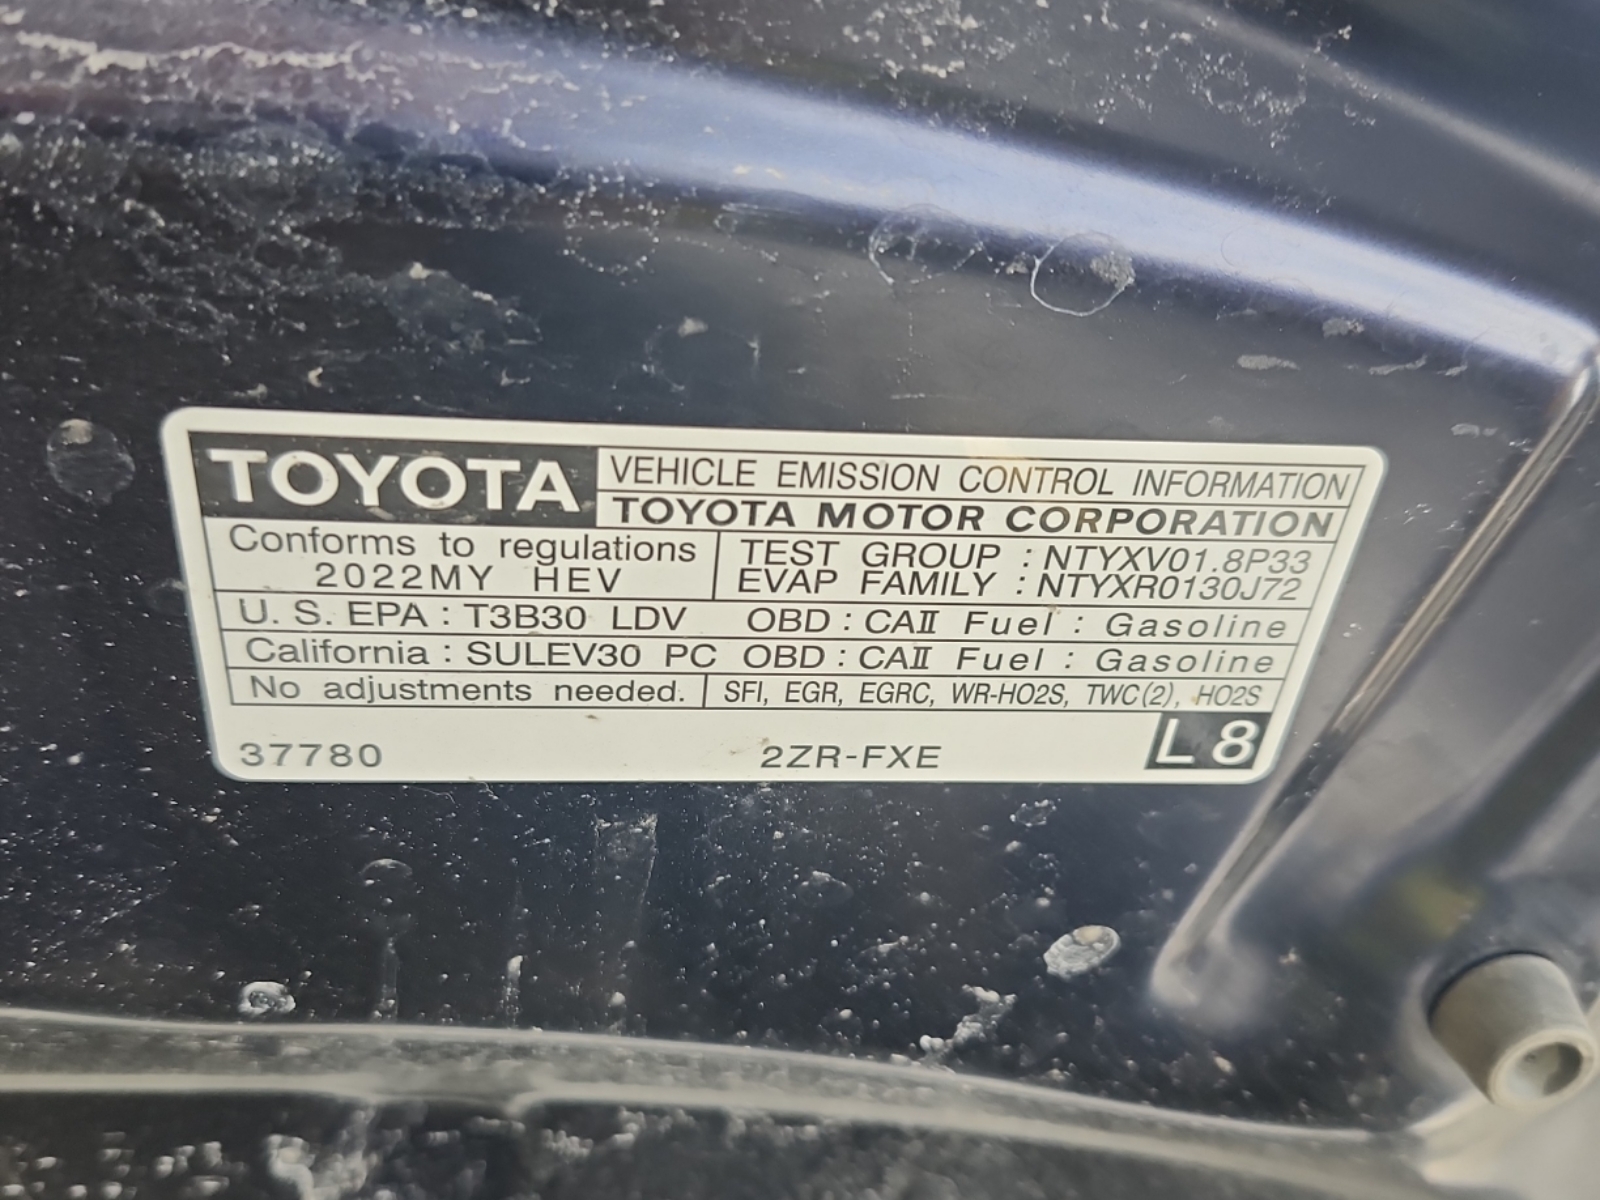 TOYOTA VEHICLE EMISSION CONTROL INFORMATION
TOYOTA MOTOR CORPORATION
Conforms to regulations
2022MY HEV
TEST GROUP : NTYXV01.8P33
EVAP FAMILY : NTYXR0130J72
U. S. EPA : T3B30 LDV OBD : CAⅡ Fuel : Gasoline
California : SULEV30 PC OBD : CAⅡ Fuel : Gasoline
No adjustments needed. SFI, EGR, EGRC, WR-HO2S, TWC(2), HO2S
37780 2ZR-FXE L8